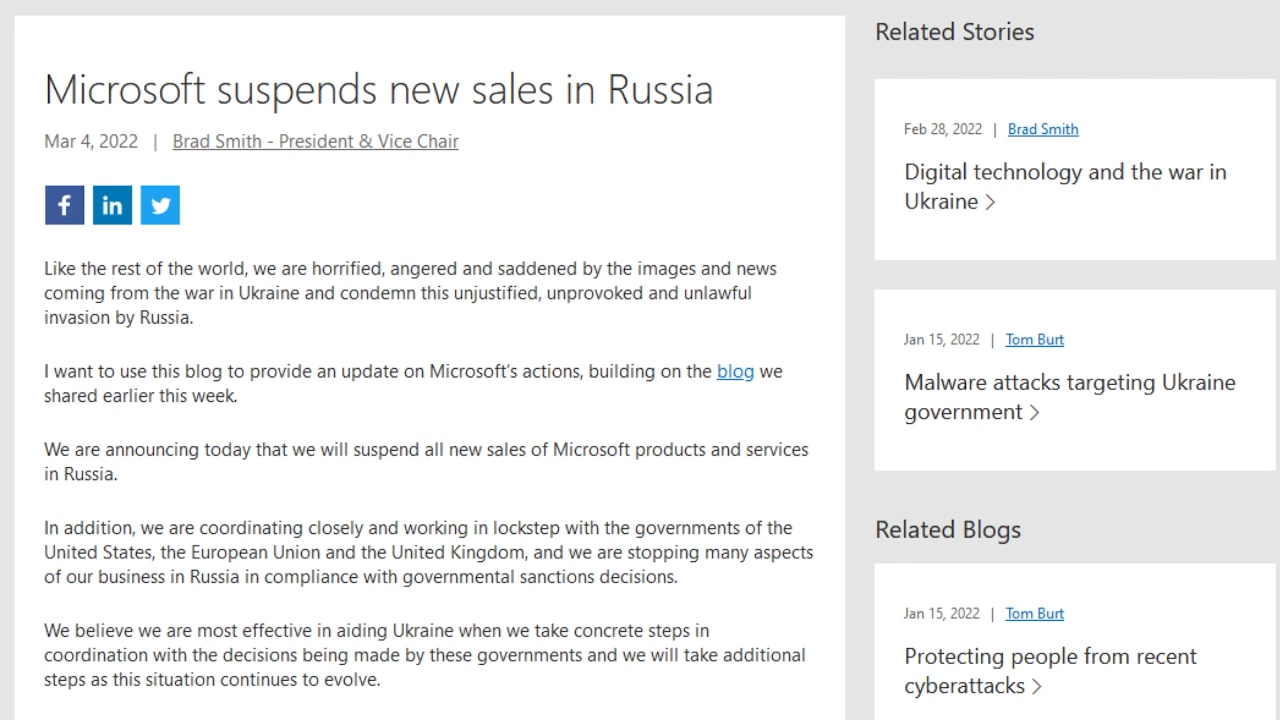 Microsoft suspends new sales in Russia
Mar 4, 2022 | Brad Smith - President & Vice Chair
f in
Like the rest of the world, we are horrified, angered and saddened by the images and news
coming from the war in Ukraine and condemn this unjustified, unprovoked and unlawful
invasion by Russia.
I want to use this blog to provide an update on Microsoft's actions, building on the blog we
shared earlier this week.
We are announcing today that we will suspend all new sales of Microsoft products and services
in Russia.
In addition, we are coordinating closely and working in lockstep with the governments of the
United States, the European Union and the United Kingdom, and we are stopping many aspects
of our business in Russia in compliance with governmental sanctions decisions.
We believe we are most effective in aiding Ukraine when we take concrete steps in
coordination with the decisions being made by these governments and we will take additional
steps as this situation continues to evolve.
Related Stories
Feb 28, 2022 | Brad Smith
Digital technology and the war in
Ukraine >
Jan 15, 2022 | Tom Burt
Malware attacks targeting Ukraine
government >
Related Blogs
Jan 15, 2022 | Tom Burt
Protecting people from recent
cyberattacks >